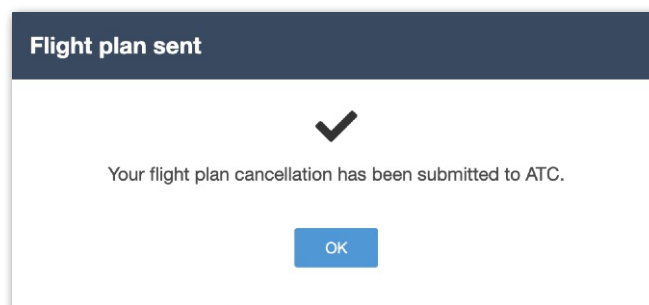 Flight plan sent
Your flight plan cancellation has been submitted to ATC.
OK